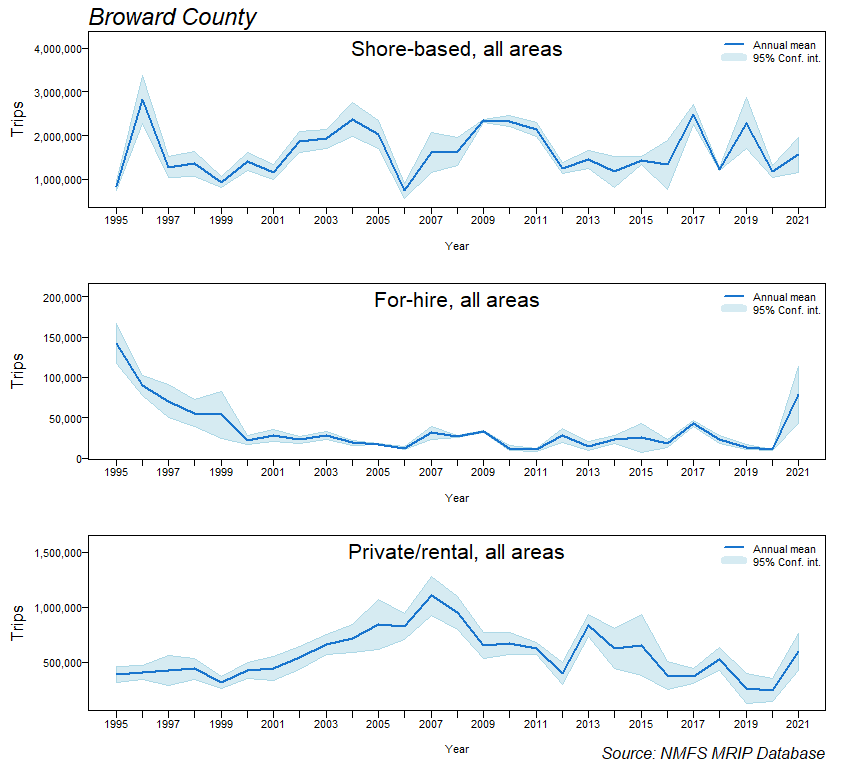 Broward County
Shore-based, all areas
Annual mean
95% Conf. int.
4,000,000
3,000,000
2,000,000
1,000,000
Trips
1995 1997 1999 2001 2003 2005 2007 2009 2011 2013 2015 2017 2019 2021
Year
For-hire, all areas
Annual mean
95% Conf. int.
200,000
150,000
100,000
50,000
0
Trips
1995 1997 1999 2001 2003 2005 2007 2009 2011 2013 2015 2017 2019 2021
Year
Private/rental, all areas
Annual mean
95% Conf. int.
1,500,000
1,000,000
500,000
Trips
1995 1997 1999 2001 2003 2005 2007 2009 2011 2013 2015 2017 2019 2021
Year
Source: NMFS MRIP Database